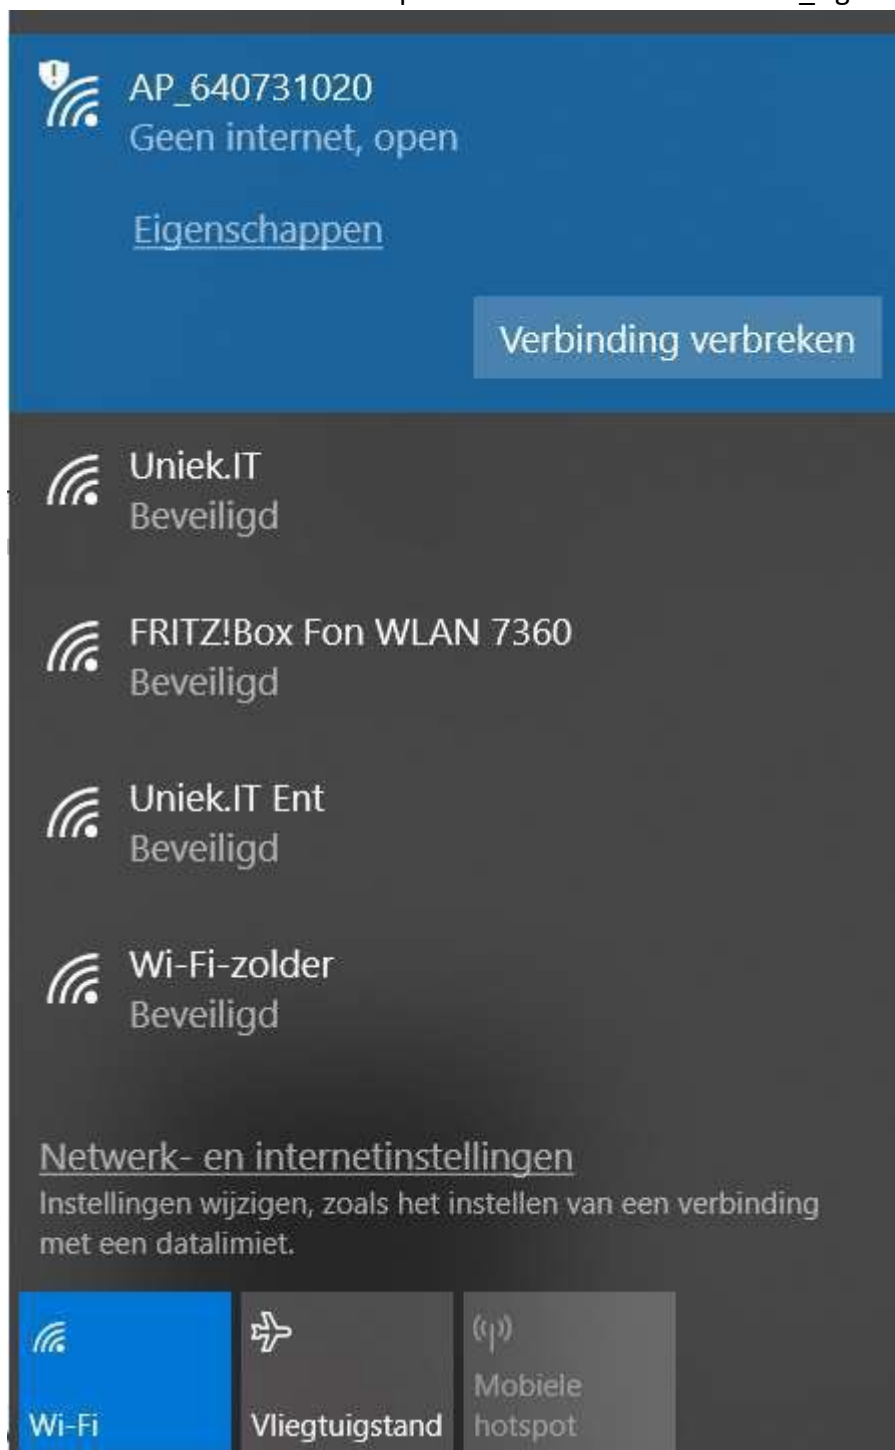 AP_640731020
Geen internet, open
Eigenschappen
Verbinding verbreken
Uniek.IT
Beveiligd
FRITZ!Box Fon WLAN 7360
Beveiligd
Uniek.IT Ent
Beveiligd
Wi-Fi-zolder
Beveiligd
Netwerk- en internetinstellingen
Instellingen wijzigen, zoals het instellen van een verbinding
met een datalimiet.
Wi-Fi
Vliegtuigstand
Mobiele
hotspot